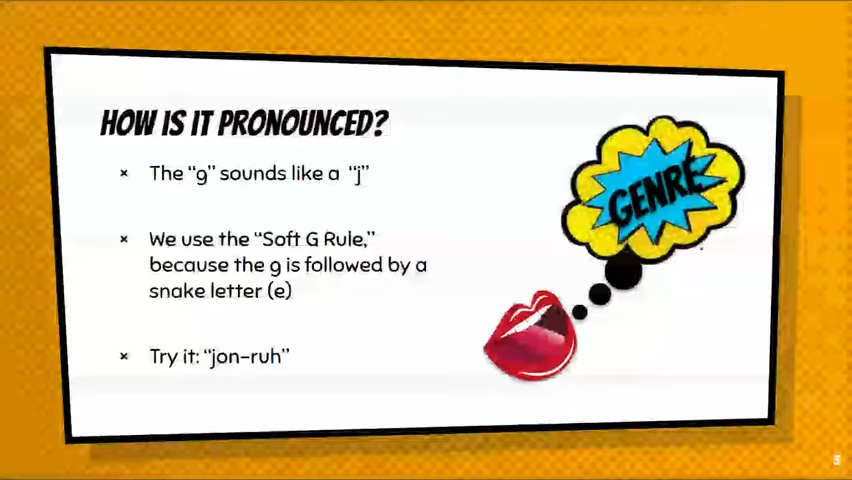 HOW IS IT PRONOUNCED?
× The "g" sounds like a "j"
× We use the "Soft G Rule,"
because the g is followed by a
snake letter (e)
× Try it: "jon-ruh"
GENRE